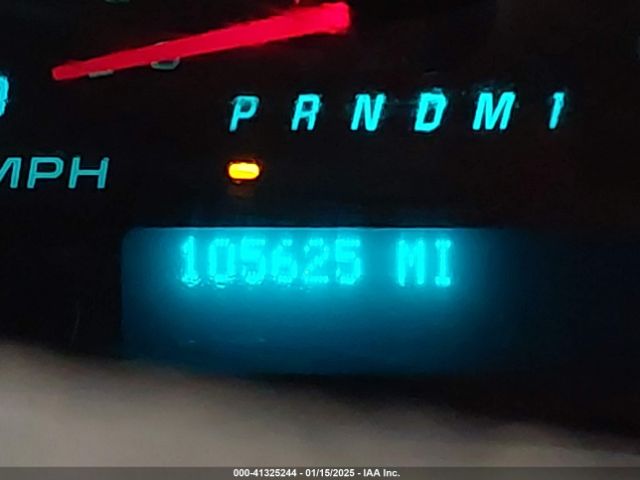 P R N D M 1
MPH
105625 MI
000-41325244 - 01/15/2025 - IAA Inc.